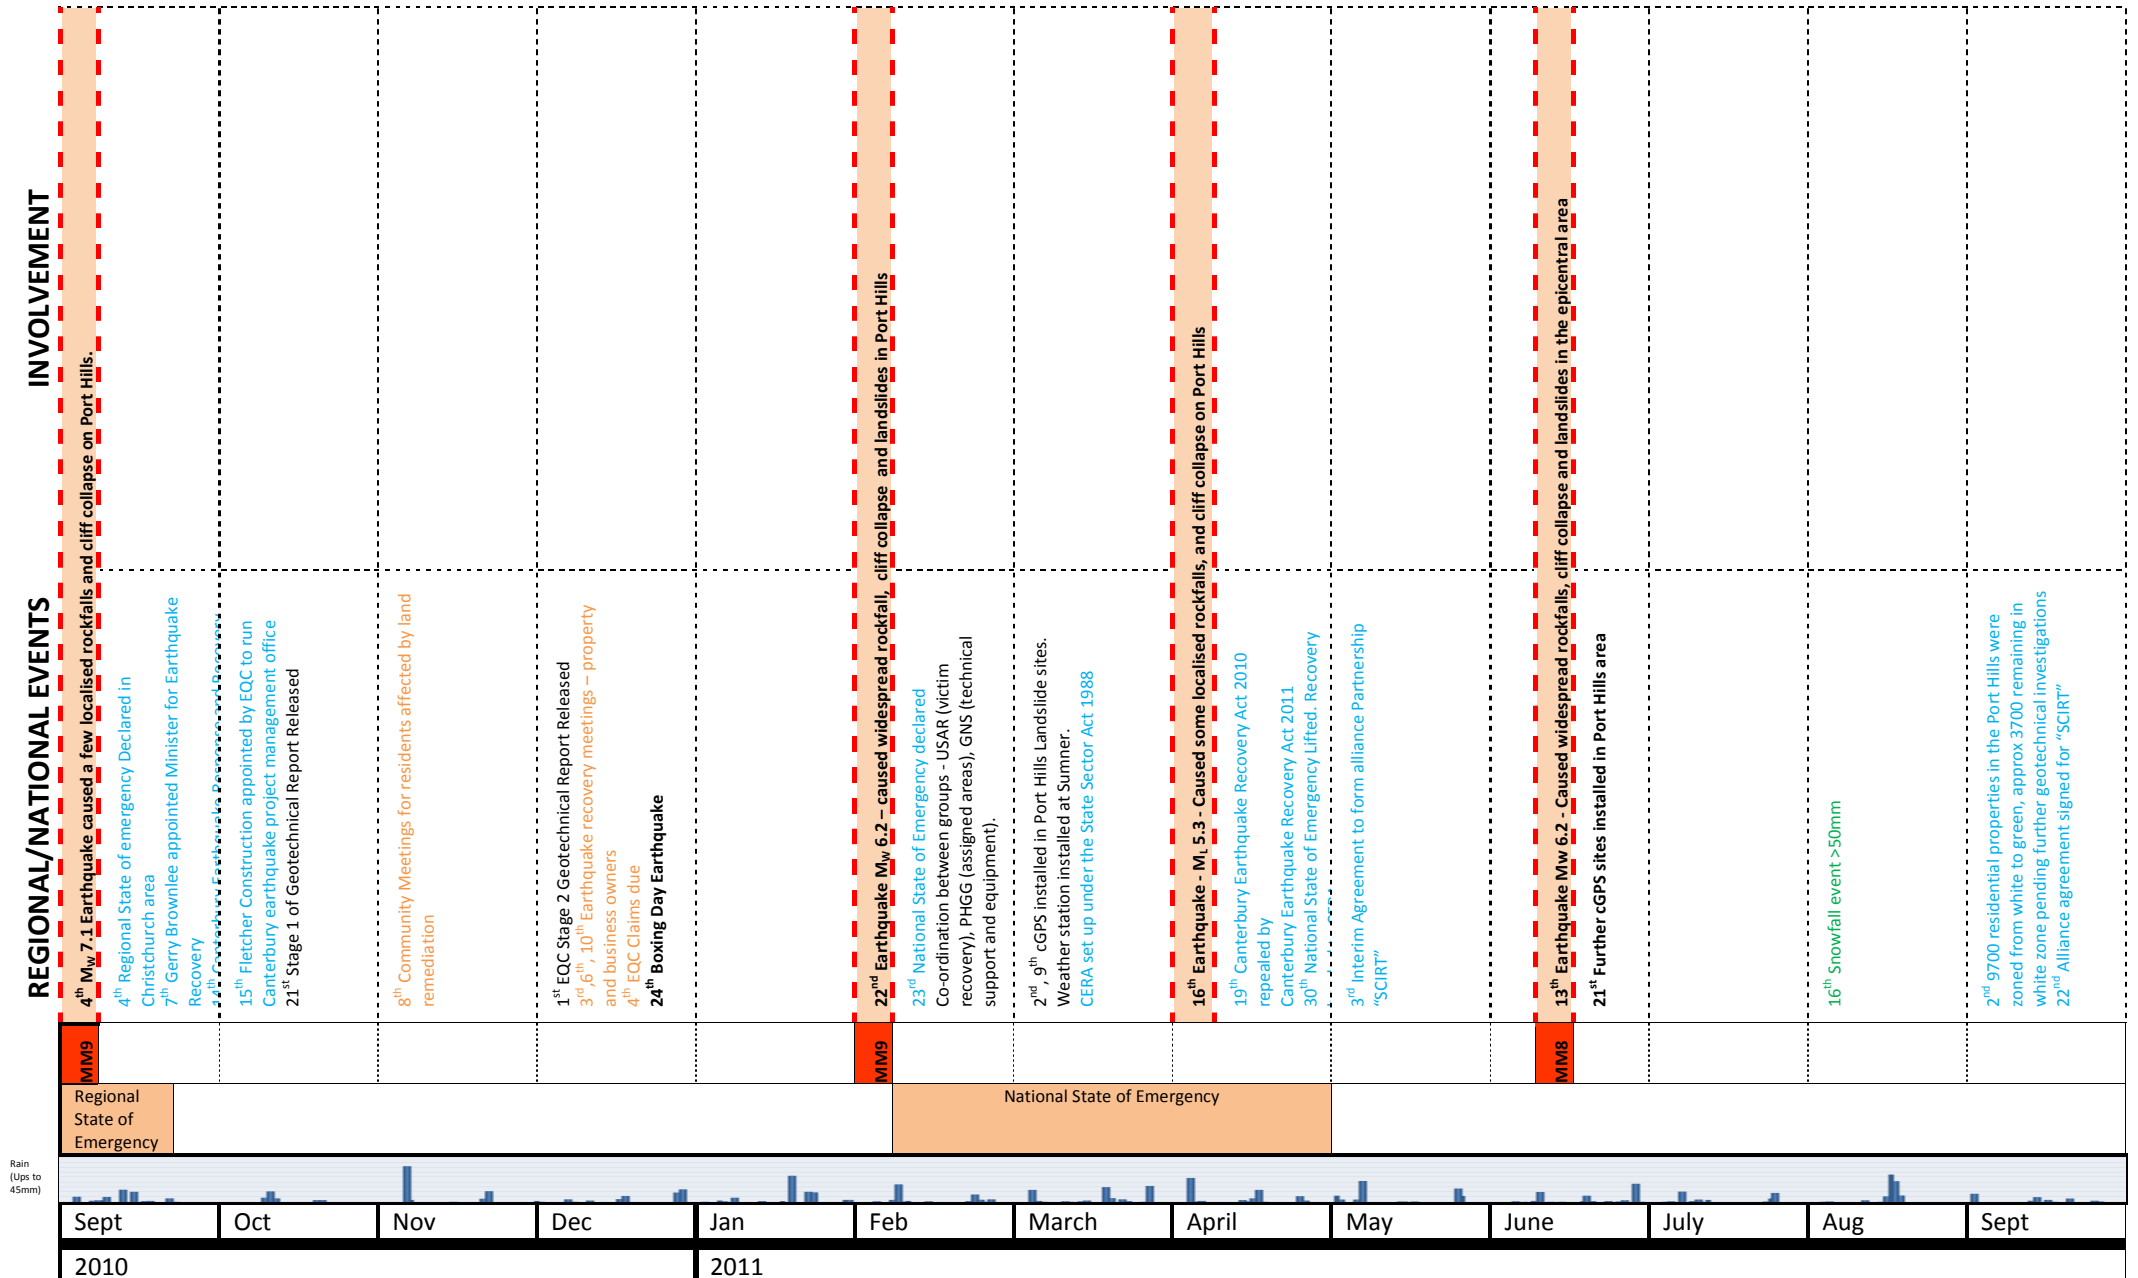 INVOLVEMENT
REGIONAL/NATIONAL EVENTS
4th MW 7.1 Earthquake caused a few localised rockfalls and cliff collapse on Port Hills.
4th Regional State of emergency Declared in
Christchurch area
7th Gerry Brownlee appointed Minister for Earthquake
Recovery
14th Canterbury Earthquake Response and Recovery
15th Fletcher Construction appointed by EQC to run
Canterbury earthquake project management office
21st Stage 1 of Geotechnical Report Released
8th Community Meetings for residents affected by land
remediation
1st EQC Stage 2 Geotechnical Report Released
3rd,6th, 10th Earthquake recovery meetings – property
and business owners
4th EQC Claims due
24th Boxing Day Earthquake
22nd Earthquake MW 6.2 – caused widespread rockfall, cliff collapse and landslides in Port Hills
23rd National State of Emergency declared
Co-ordination between groups - USAR (victim
recovery), PHGG (assigned areas), GNS (technical
support and equipment).
2nd, 9th cGPS installed in Port Hills Landslide sites.
Weather station installed at Sumner.
CERA set up under the State Sector Act 1988
16th Earthquake - ML 5.3 - Caused some localised rockfalls, and cliff collapse on Port Hills
19th Canterbury Earthquake Recovery Act 2010
repealed by
Canterbury Earthquake Recovery Act 2011
30th National State of Emergency Lifted. Recovery
3rd Interim Agreement to form alliance Partnership
“SCIRT”
13th Earthquake Mw 6.2 - Caused widespread rockfalls, cliff collapse and landslides in the epicentral area
21st Further cGPS sites installed in Port Hills area
16th Snowfall event >50mm
2nd 9700 residential properties in the Port Hills were
zoned from white to green, approx 3700 remaining in
white zone pending further geotechnical investigations
22nd Alliance agreement signed for “SCIRT”
MM9
MM9
MM8
Regional
State of
Emergency
National State of Emergency
Rain
(Ups to
45mm)
Sept
Oct
Nov
Dec
Jan
Feb
March
April
May
June
July
Aug
Sept
2010
2011